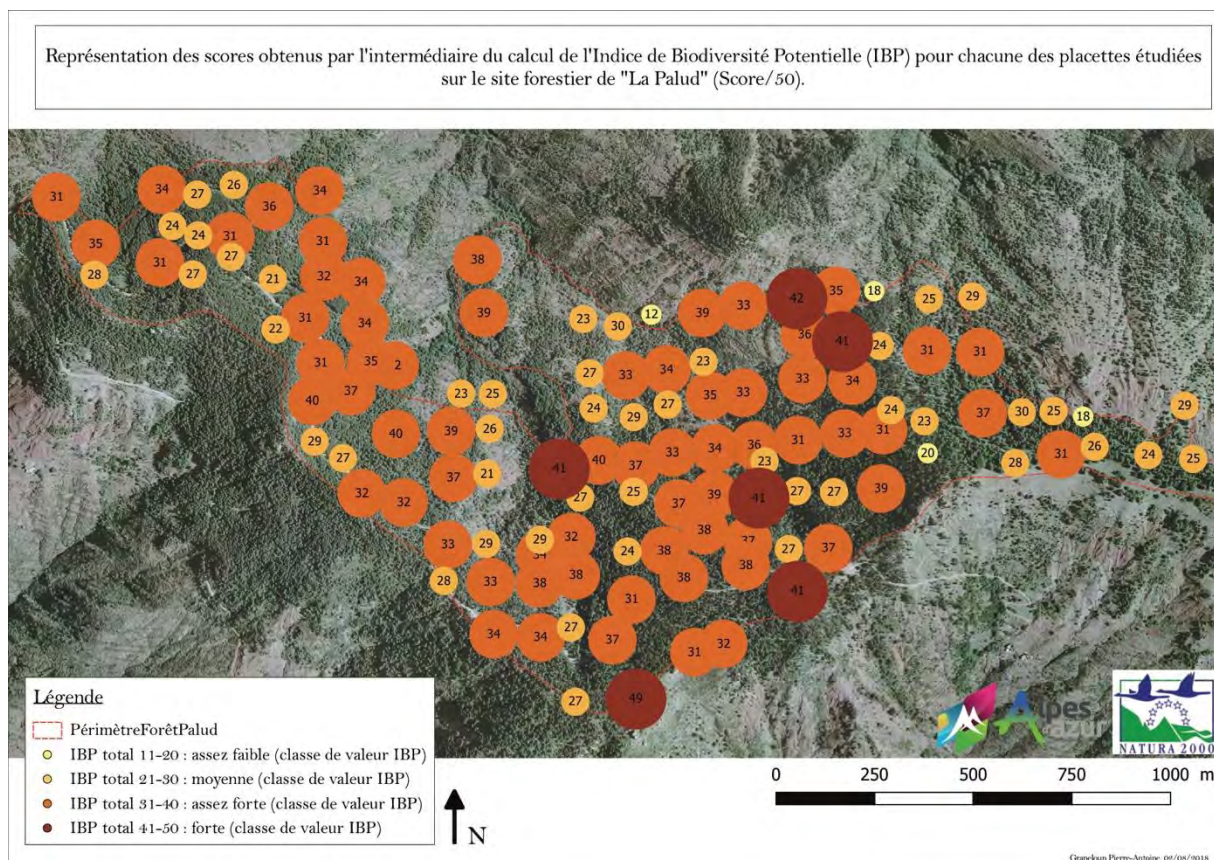 Représentation des scores obtenus par l'intermédiaire du calcul de l'Indice de Biodiversité Potentielle (IBP) pour chacune des placettes étudiées
sur le site forestier de "La Palud" (Score/50).
34 27 26 36 34
31
24 24 31 31
35 31 27
28 27 21 32 34
38
39
22 31 34
31 35 2
40 37
23 25
40 39 26
29 27
37 21
32 32
42 35 18 25 29
23 30 12 39 33
36 41 24 31 31
27 33 34 23
33 34
24 29 27 35 33
24 23 37 30 25 18 29
41 40 37 33 34 36 31 33 31
23 20 28 31 26 24 25
27 25 37 39 41 27 27 39
33 29 29 32 34
24 38 38 37 27 37
28 33 38 38 38 38 41
31
34 34 27 37 31 32
27 49
Légende
PérimètreForêtPalud
IBP total 11-20 : assez faible (classe de valeur IBP)
IBP total 21-30 : moyenne (classe de valeur IBP)
IBP total 31-40 : assez forte (classe de valeur IBP)
IBP total 41-50 : forte (classe de valeur IBP)
N
Alpes
azur
NATURA 2000
0 250 500 750 1000 m
Pierre-Antoine, 02/08/2018